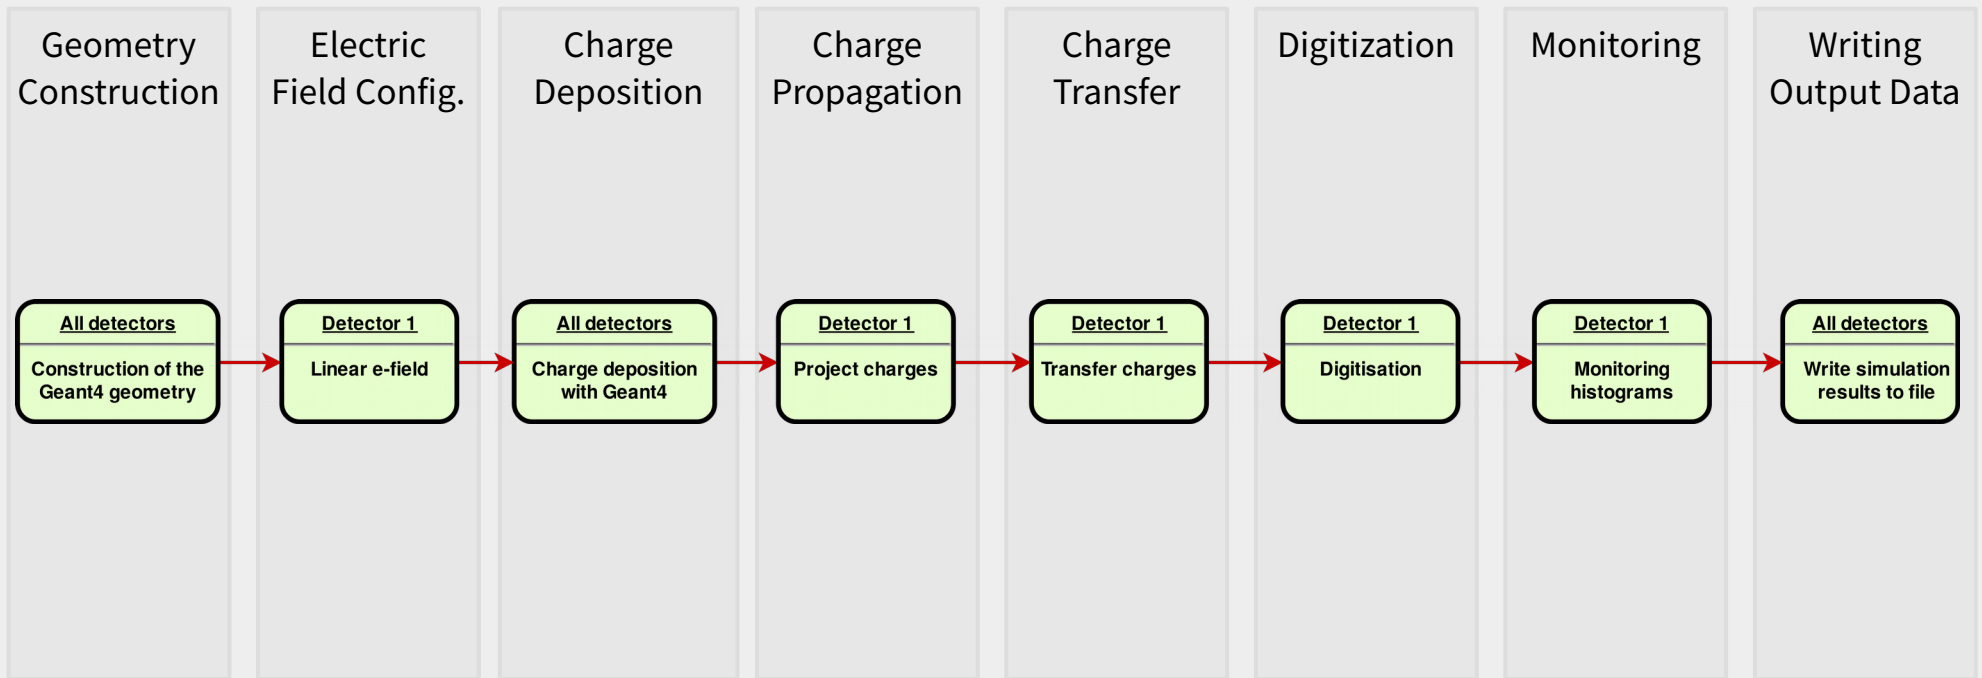 Geometry
Construction
Electric
Field Config.
Charge
Deposition
Charge
Propagation
Charge
Transfer
Digitization
Monitoring
Writing
Output Data
All detectors
Construction of the
Geant4 geometry
Detector 1
Linear e-field
All detectors
Charge deposition
with Geant4
Detector 1
Project charges
Detector 1
Transfer charges
Detector 1
Digitisation
Detector 1
Monitoring
histograms
All detectors
Write simulation
results to file